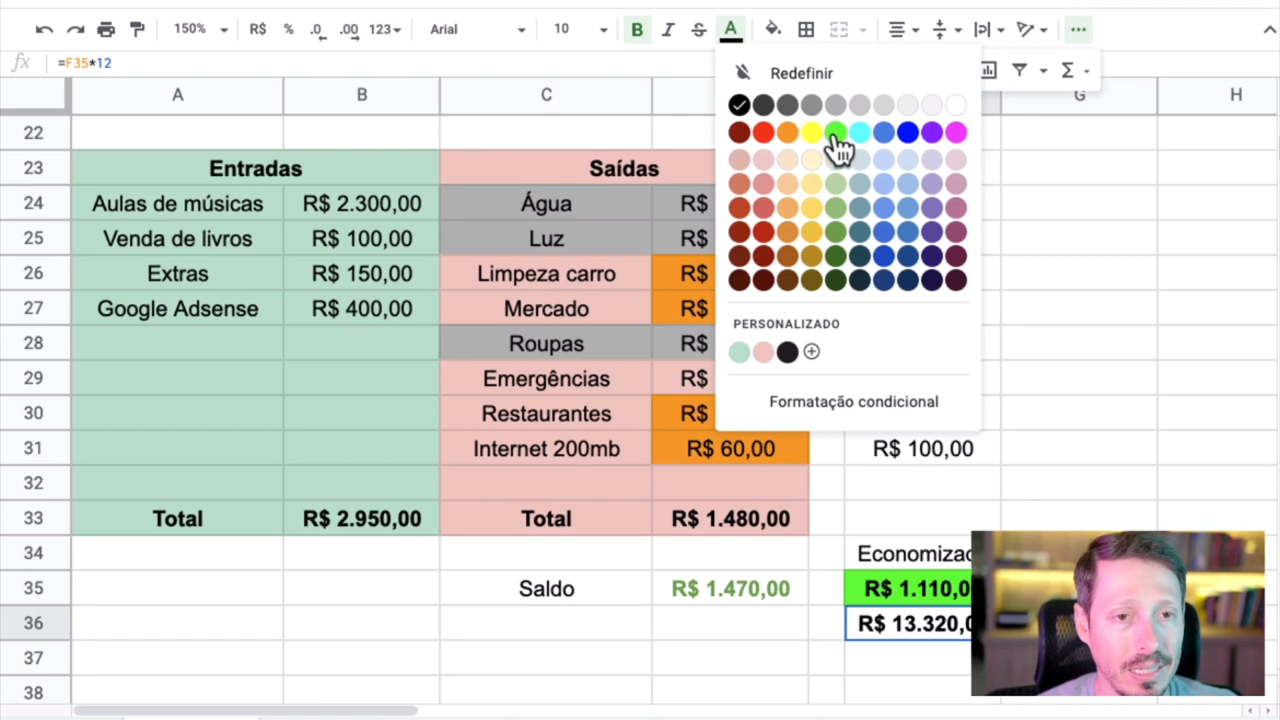 150% R$ % .0 .00 123 Arial 10 B I S A
fx =F35*12
Redefinir
A B C G H
22
23 Entradas Saídas
24 Aulas de músicas R$ 2.300,00 Água R$
25 Venda de livros R$ 100,00 Luz R$
26 Extras R$ 150,00 Limpeza carro R$
27 Google Adsense R$ 400,00 Mercado R$
PERSONALIZADO
28 Roupas R$
29 Emergências R$
Formatação condicional
30 Restaurantes R$
31 Internet 200mb R$ 60,00 R$ 100,00
32
33 Total R$ 2.950,00 Total R$ 1.480,00
34 Economizad
35 Saldo R$ 1.470,00 R$ 1.110,0
36 R$ 13.320,0
37
38